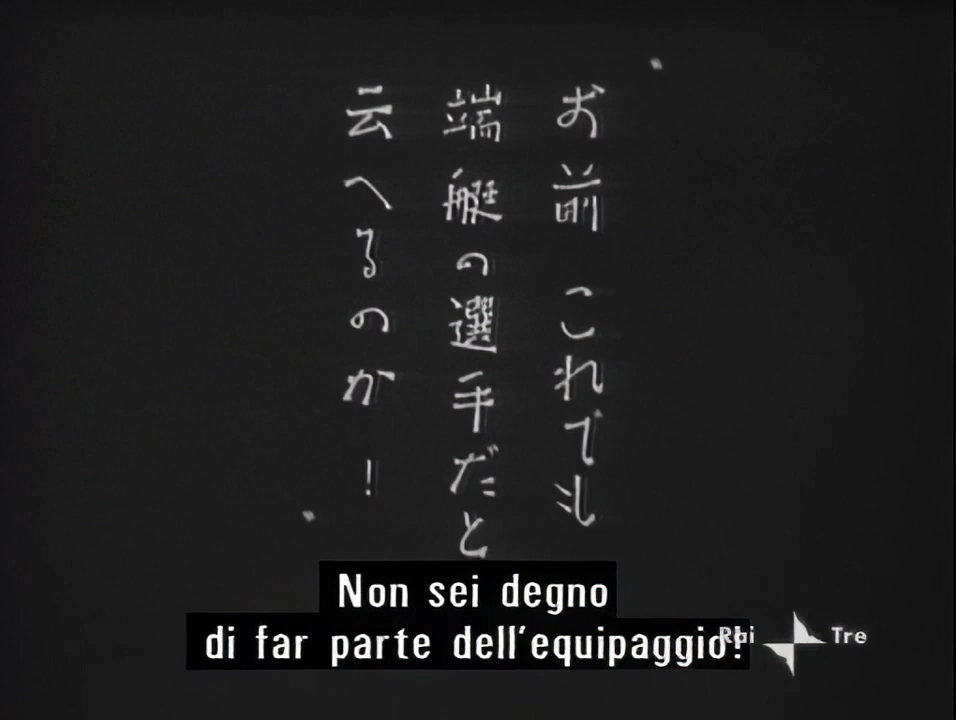 お前 これでも
端艇の選手だと
云へるのか !
Non sei degno
di far parte dell'equipaggio!
Rai Tre